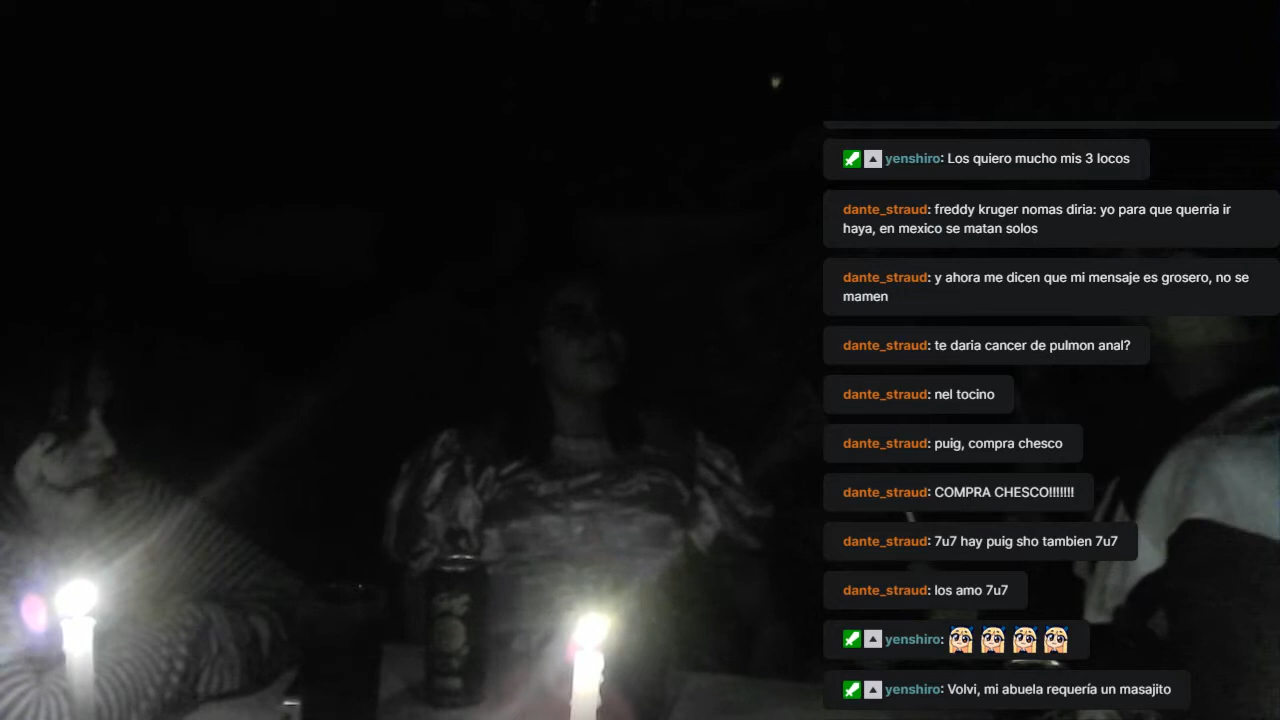 yenshiro: Los quiero mucho mis 3 locos
dante_straud: freddy kruger nomas diria: yo para que querria ir
haya, en mexico se matan solos
dante_straud: y ahora me dicen que mi mensaje es grosero, no se
mamen
dante_straud: te daria cancer de pulmon anal?
dante_straud: nel tocino
dante_straud: puig, compra chesco
dante_straud: COMPRA CHESCO!!!!!!!
dante_straud: 7u7 hay puig sho tambien 7u7
dante_straud: los amo 7u7
yenshiro:
yenshiro: Volvi, mi abuela requería un masajito